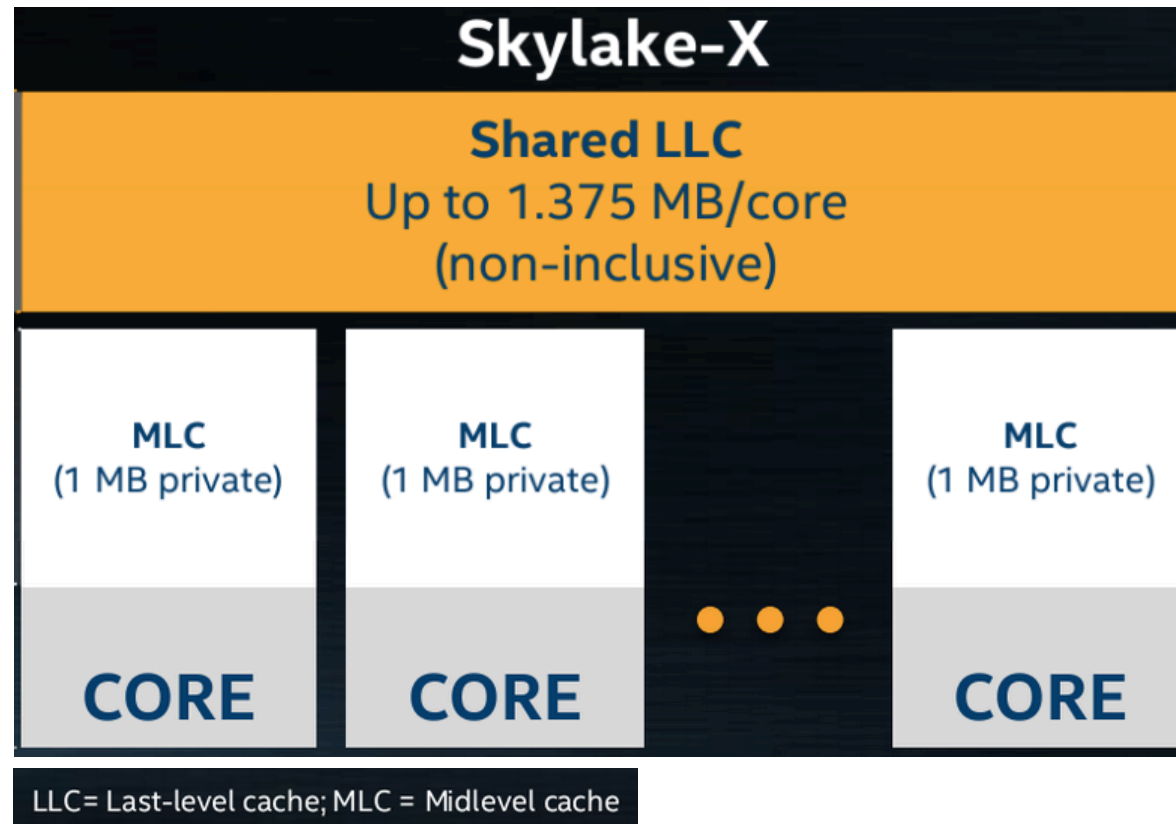 Skylake-X
Shared LLC
Up to 1.375 MB/core
(non-inclusive)
MLC
(1 MB private)
MLC
(1 MB private)
MLC
(1 MB private)
CORE
CORE
CORE
LLC= Last-level cache; MLC = Midlevel cache